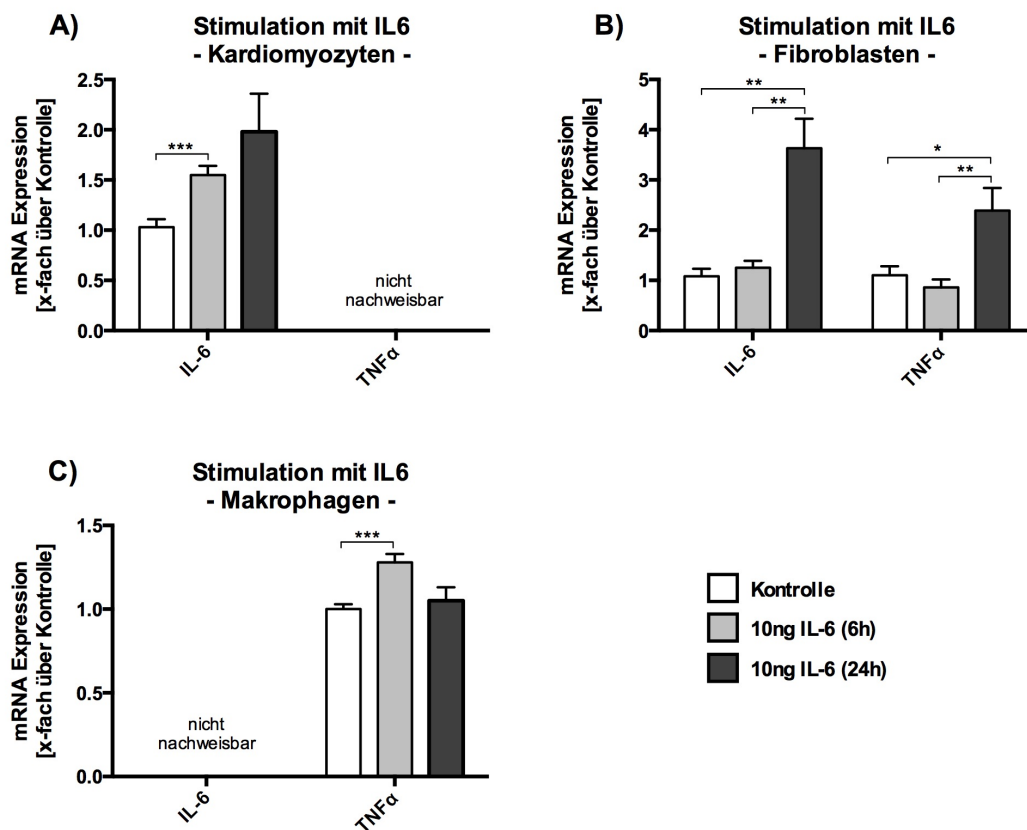 A)
Stimulation mit IL6
- Kardiomyozyten -
mRNA Expression
[x-fach über Kontrolle]
2.5
2.0
1.5
1.0
0.5
0.0
***
nicht
nachweisbar
IL-6
TNFα
B)
Stimulation mit IL6
- Fibroblasten -
mRNA Expression
[x-fach über Kontrolle]
5
4
3
2
1
0
**
**
*
**
IL-6
TNFα
C)
Stimulation mit IL6
- Makrophagen -
mRNA Expression
[x-fach über Kontrolle]
1.5
1.0
0.5
0.0
***
nicht
nachweisbar
IL-6
TNFα
Kontrolle
10ng IL-6 (6h)
10ng IL-6 (24h)